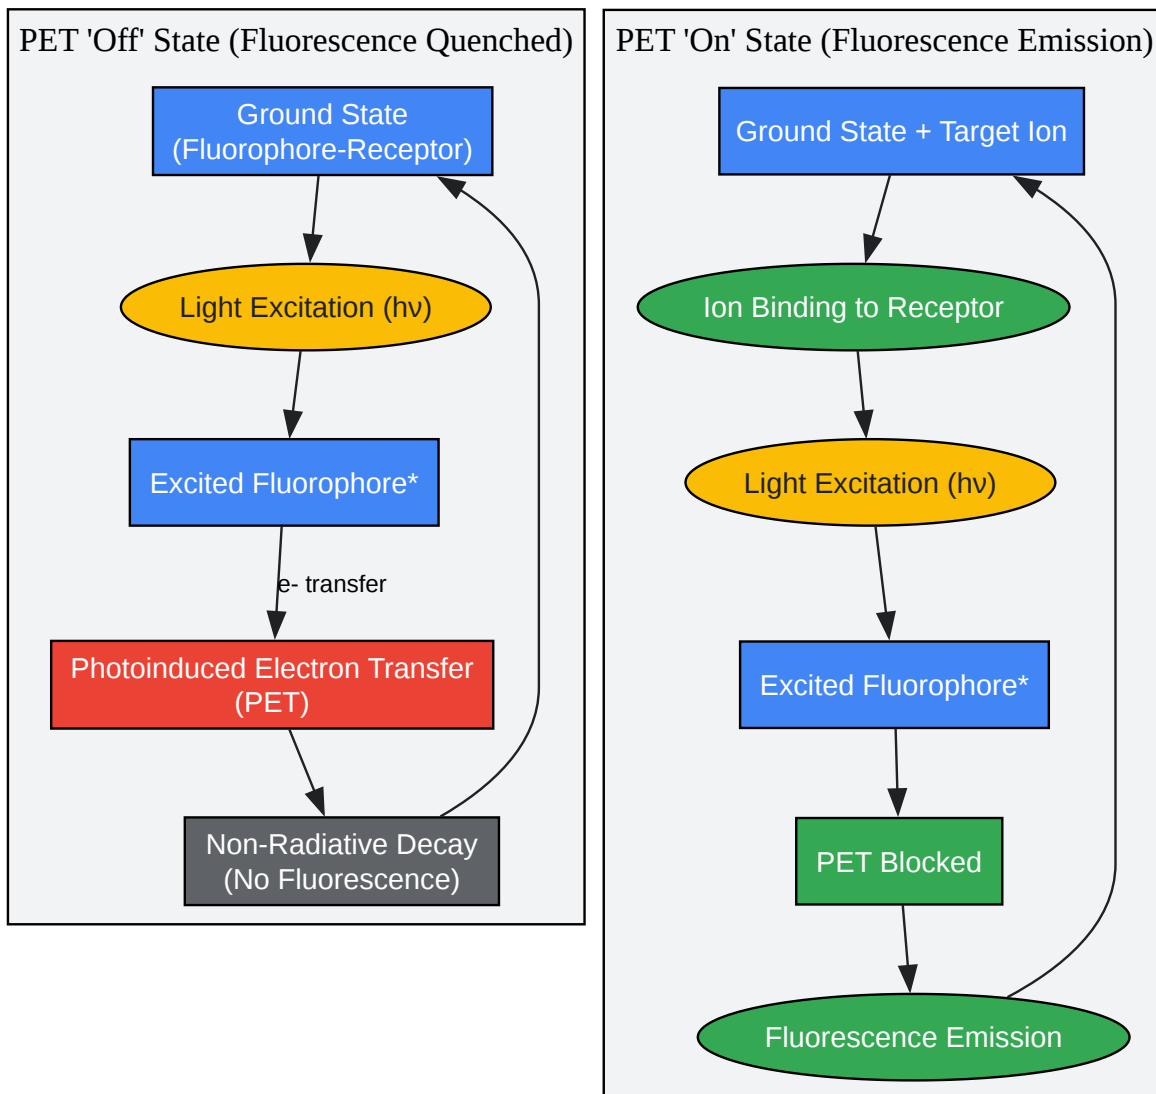 PET 'Off' State (Fluorescence Quenched)
Ground State
(Fluorophore-Receptor)
Light Excitation (hν)
Excited Fluorophore*
e- transfer
Photoinduced Electron Transfer
(PET)
Non-Radiative Decay
(No Fluorescence)
PET 'On' State (Fluorescence Emission)
Ground State + Target Ion
Ion Binding to Receptor
Light Excitation (hν)
Excited Fluorophore*
PET Blocked
Fluorescence Emission